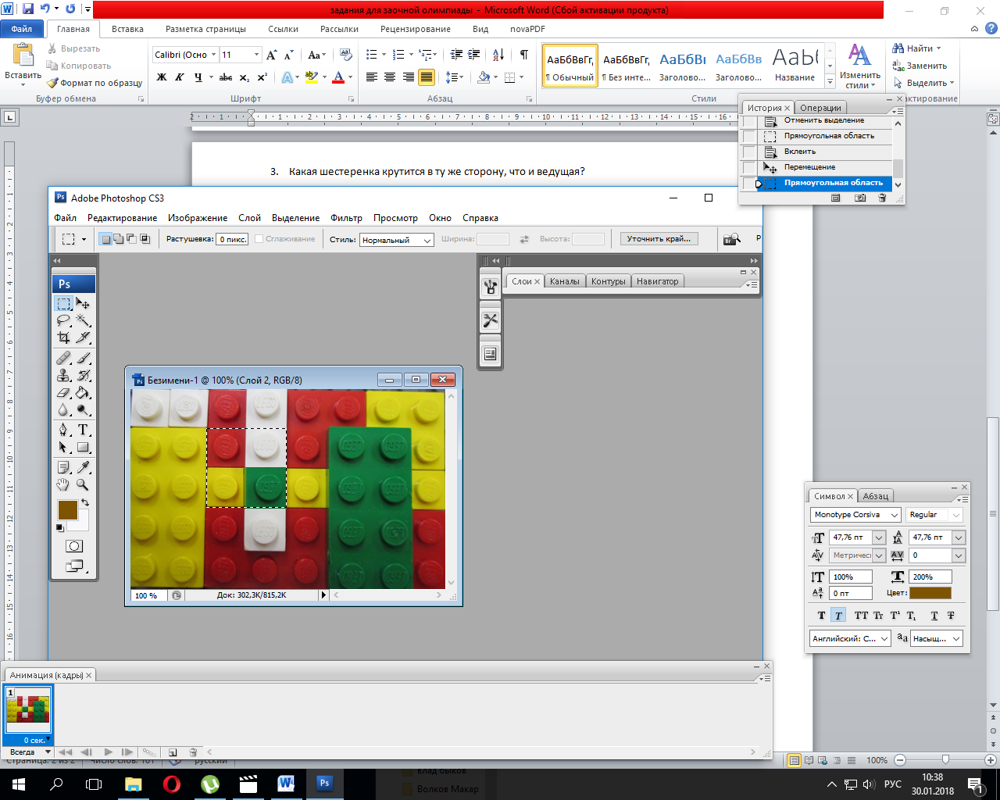 задания для заочной олимпиады - Microsoft Word (Сбой активации продукта)
Файл Главная Вставка Разметка страницы Ссылки Рассылки Рецензирование Вид novaPDF
Вставить
Вырезать
Копировать
Формат по образцу
Буфер обмена
Calibri (Осно 11
Шрифт
Абзац
АаБбВвГг, АаБбВвГг, АаБбВі АаБбВв АаБ
¶ Обычный ¶ Без инте... Заголово... Заголово... Название
Стили
Изменить стили
Найти
Заменить
Выделить
История Операции
Отменить выделение
Прямоугольная область
Вклеить
Перемещение
Прямоугольная область
3. Какая шестеренка крутится в ту же сторону, что и ведущая?
Adobe Photoshop CS3
Файл Редактирование Изображение Слой Выделение Фильтр Просмотр Окно Справка
Растушевка: 0 пикс. Сглаживание Стиль: Нормальный Ширина: Высота: Уточнить край...
Ps
Слои Каналы Контуры Навигатор
Безимени-1 @ 100% (Слой 2, RGB/8)
100 % Док: 302,3K/815,2K
Символ Абзац
Monotype Corsiva Regular
47,76 пт 47,76 пт
Метричес 0
100% 200%
0 пт Цвет:
Английский: С... Насыщ...
Анимация (кадры)
1
0 сек.
Всегда
Страница: 2 из 2 Число слов: 101 русский
100%
влад быков
Волков Макар
РУС
10:38
30.01.2018